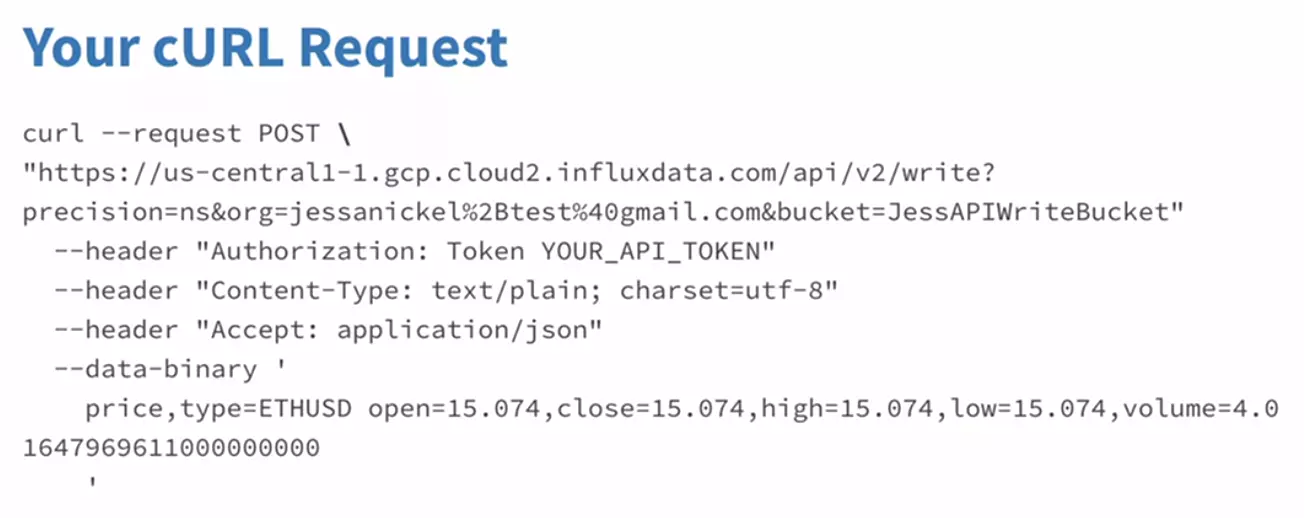 Your cURL Request
curl --request POST \
"https://us-central1-1.gcp.cloud2.influxdata.com/api/v2/write?
precision=ns&org=jessanickel%2Btest%40gmail.com&bucket=JessAPIWriteBucket"
--header "Authorization: Token YOUR_API_TOKEN"
--header "Content-Type: text/plain; charset=utf-8"
--header "Accept: application/json"
--data-binary '
price,type=ETHUSD open=15.074,close=15.074,high=15.074,low=15.074,volume=4.0
1647969611000000000
'